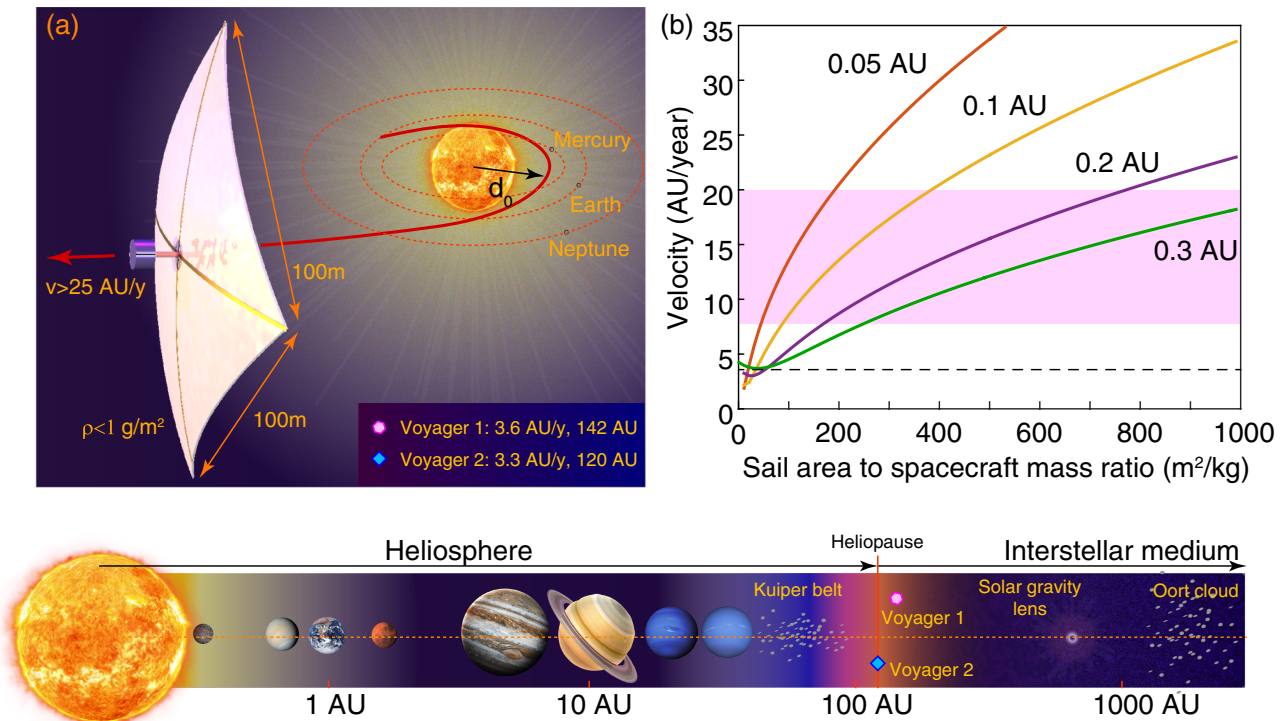 (a)
Mercury
d₀
Earth
Neptune
100m
v>25 AU/y
100m
ρ<1 g/m²
Voyager 1: 3.6 AU/y, 142 AU
Voyager 2: 3.3 AU/y, 120 AU
(b)
Velocity (AU/year)
35
30
25
20
15
10
5
0
0.05 AU
0.1 AU
0.2 AU
0.3 AU
0 200 400 600 800 1000
Sail area to spacecraft mass ratio (m²/kg)
Heliosphere
Heliopause
Interstellar medium
Kuiper belt
Voyager 1
Voyager 2
Solar gravity
lens
Oort cloud
1 AU 10 AU 100 AU 1000 AU